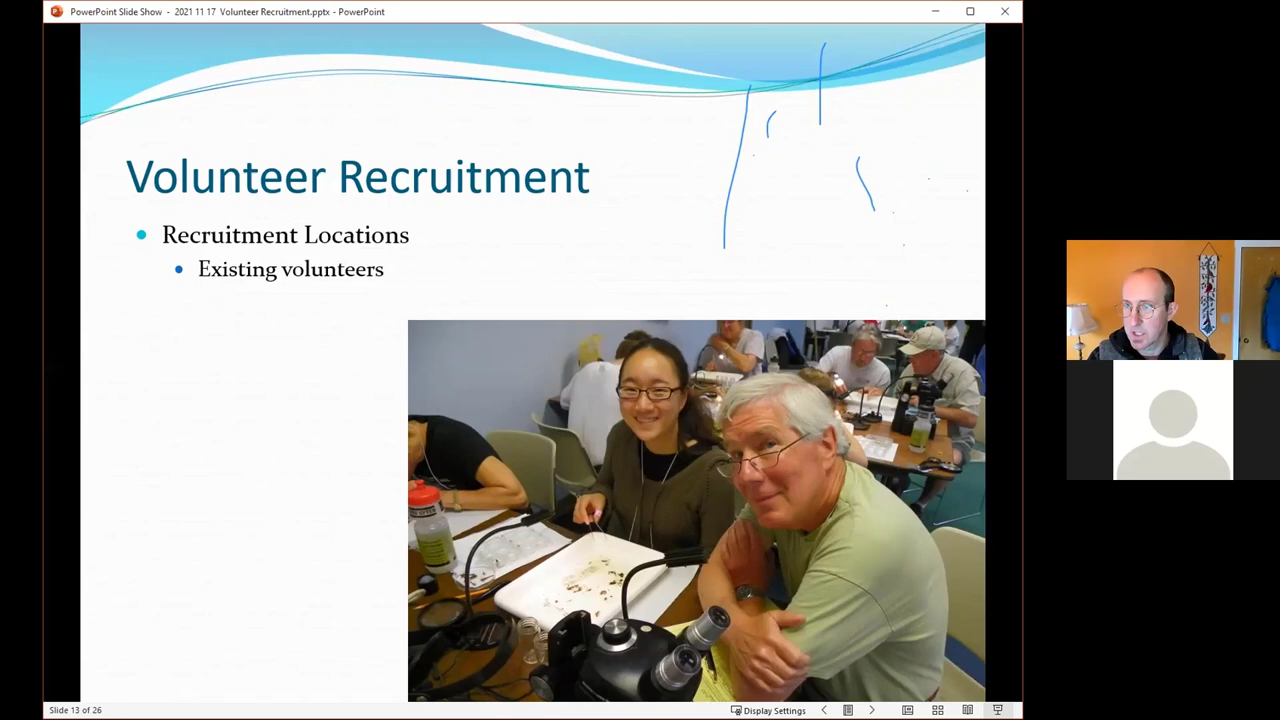 PowerPoint Slide Show - 2021 11 17 Volunteer Recruitment.pptx - PowerPoint
Volunteer Recruitment
Recruitment Locations
Existing volunteers
Slide 13 of 26
Display Settings